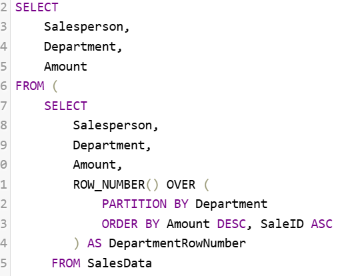 2 SELECT
3     Salesperson,
4     Department,
5     Amount
6 FROM (
7     SELECT
8         Salesperson,
9         Department,
0         Amount,
1         ROW_NUMBER() OVER (
2             PARTITION BY Department
3             ORDER BY Amount DESC, SaleID ASC
4         ) AS DepartmentRowNumber
5      FROM SalesData